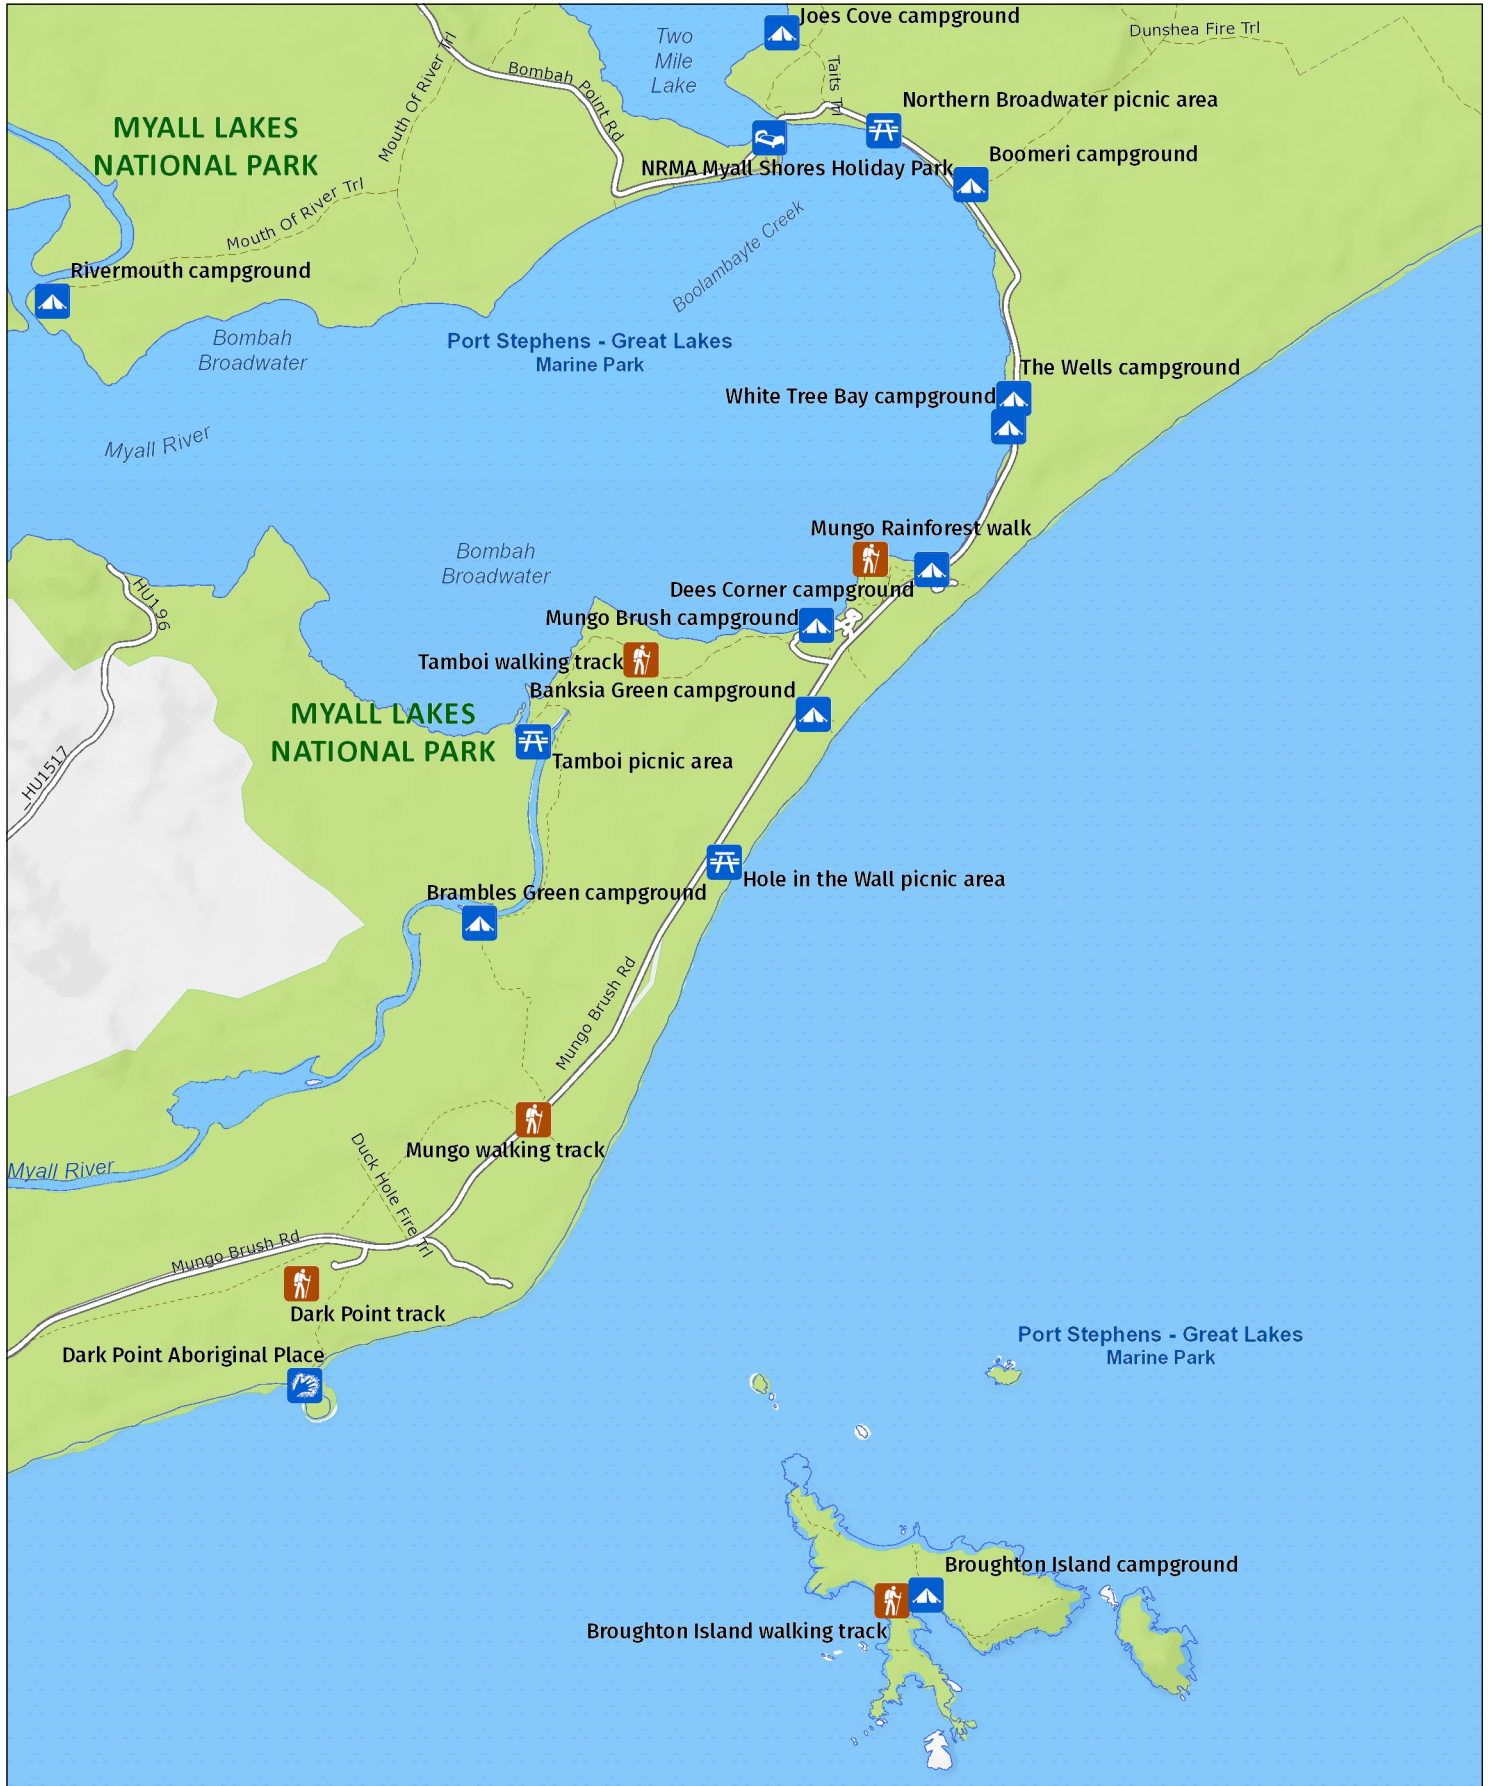 Joes Cove campground
Two
Mile
Lake
Dunshea Fire Trl
Mouth Of River Trl
Bombah Point Rd
Taits Trl
Northern Broadwater picnic area
MYALL LAKES
NATIONAL PARK
NRMA Myall Shores Holiday Park
Boomeri campground
Mouth Of River Trl
Boolambayte Creek
Rivermouth campground
Bombah
Broadwater
Port Stephens - Great Lakes
Marine Park
The Wells campground
White Tree Bay campground
Myall River
Mungo Rainforest walk
Bombah
Broadwater
HU196
Dees Corner campground
Mungo Brush campground
Tamboi walking track
Banksia Green campground
MYALL LAKES
NATIONAL PARK
Tamboi picnic area
_HU1517
Hole in the Wall picnic area
Brambles Green campground
Mungo Brush Rd
Mungo walking track
Duck Hole Fire Trl
Myall River
Mungo Brush Rd
Dark Point track
Port Stephens - Great Lakes
Marine Park
Dark Point Aboriginal Place
Broughton Island campground
Broughton Island walking track